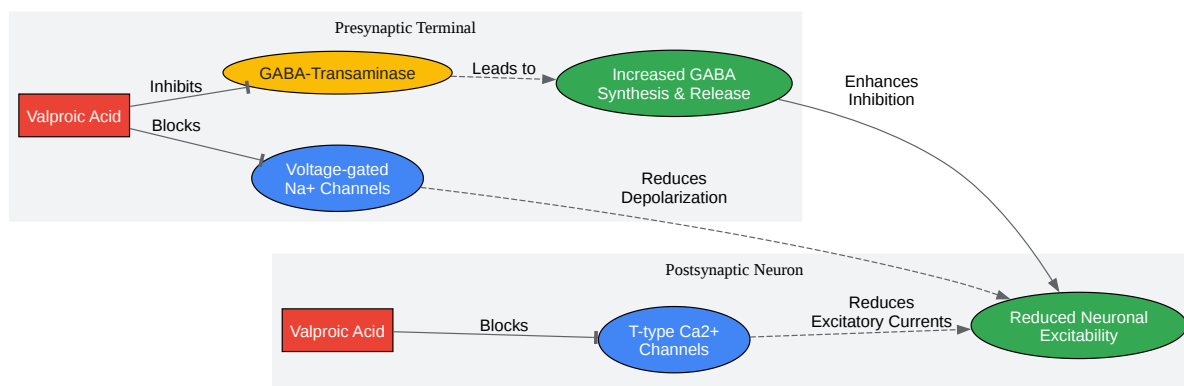 Presynaptic Terminal
Valproic Acid
Inhibits
GABA-Transaminase
Leads to
Increased GABA
Synthesis & Release
Enhances
Inhibition
Blocks
Voltage-gated
Na+ Channels
Reduces
Depolarization
Postsynaptic Neuron
Valproic Acid
Blocks
T-type Ca2+
Channels
Reduces
Excitatory Currents
Reduced Neuronal
Excitability